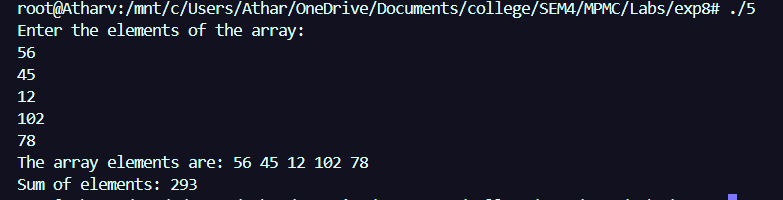 root@Atharv:/mnt/c/Users/Athar/OneDrive/Documents/college/SEM4/MPMC/Labs/exp8# ./5
Enter the elements of the array:
56
45
12
102
78
The array elements are: 56 45 12 102 78
Sum of elements: 293